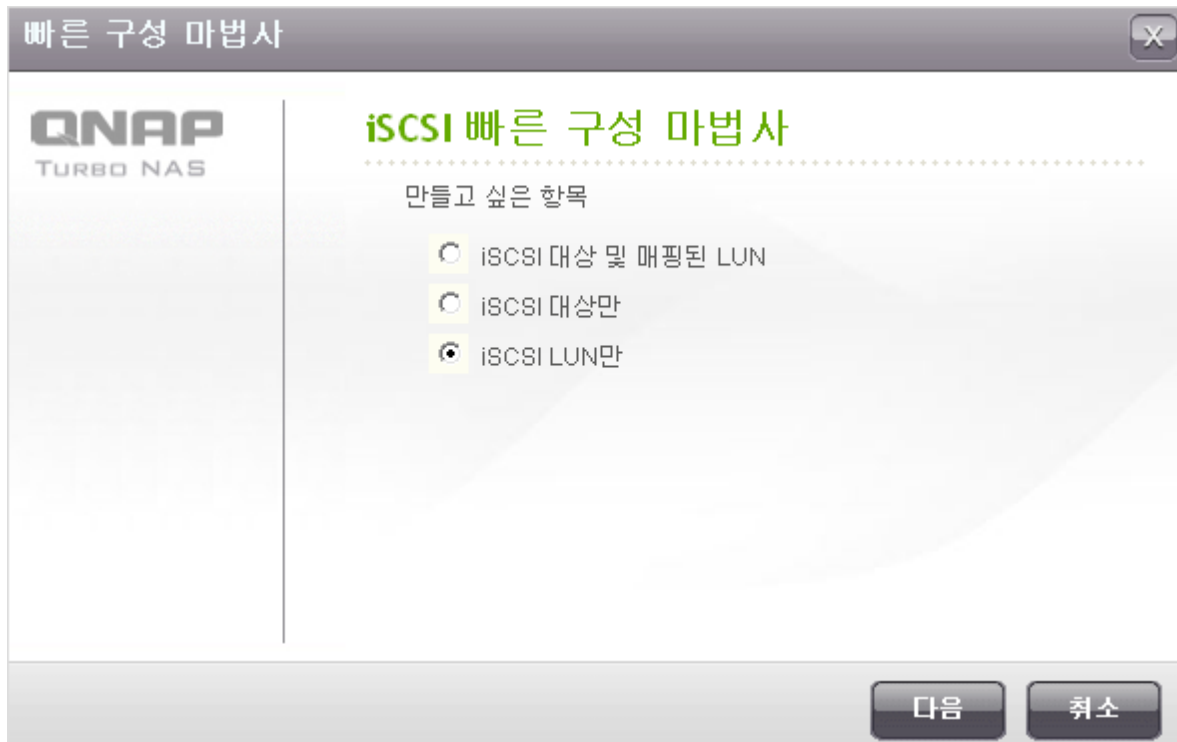 빠른 구성 마법사
X
QNAP
TURBO NAS
iSCSI 빠른 구성 마법사
만들고 싶은 항목
iSCSI 대상 및 매핑된 LUN
iSCSI 대상만
iSCSI LUN만
다음
취소